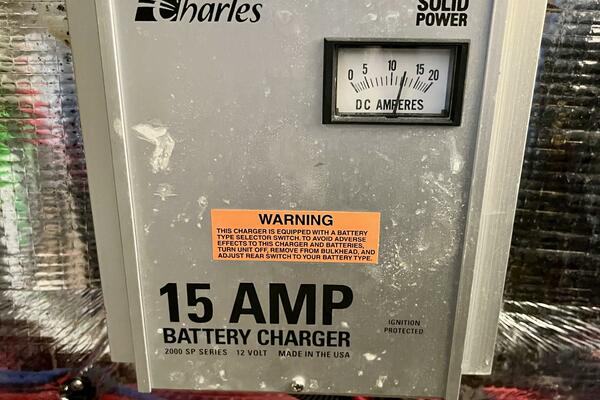 Charles
SOLID
POWER
0 5 10 15 20
DC AMPERES
WARNING
THIS CHARGER IS EQUIPPED WITH A BATTERY
TYPE SELECTOR SWITCH. TO AVOID ADVERSE
EFFECTS TO THIS CHARGER AND BATTERIES,
TURN UNIT OFF, REMOVE FROM BULKHEAD, AND
ADJUST REAR SWITCH TO YOUR BATTERY TYPE.
15 AMP
BATTERY CHARGER
IGNITION
PROTECTED
2000 SP SERIES 12 VOLT MADE IN THE USA